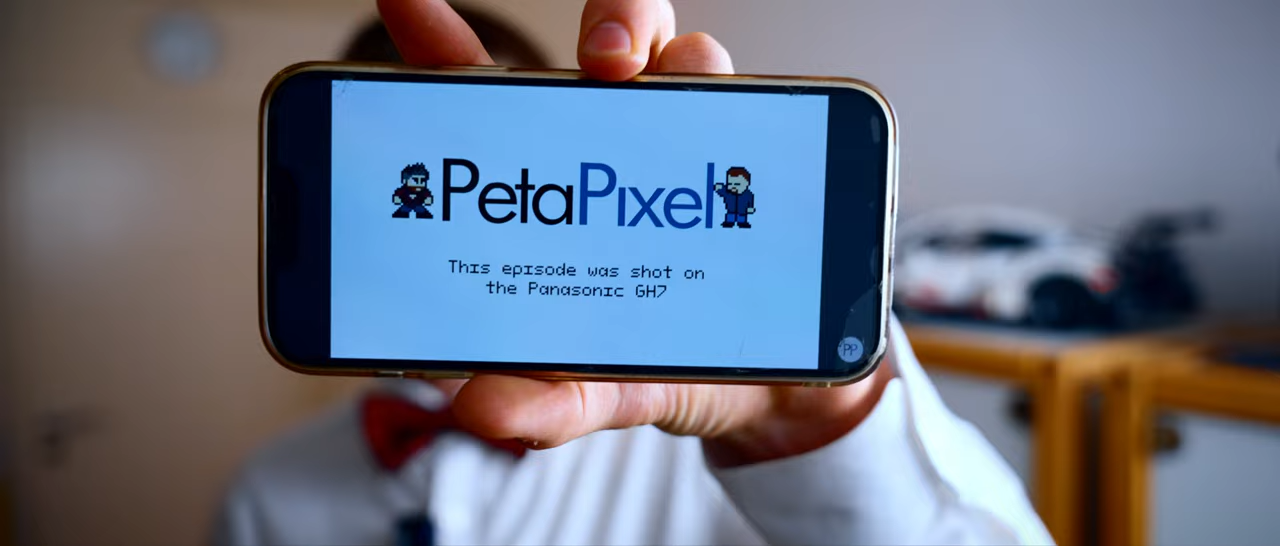 PetaPixel
This episode was shot on
the Panasonic GH7
PP